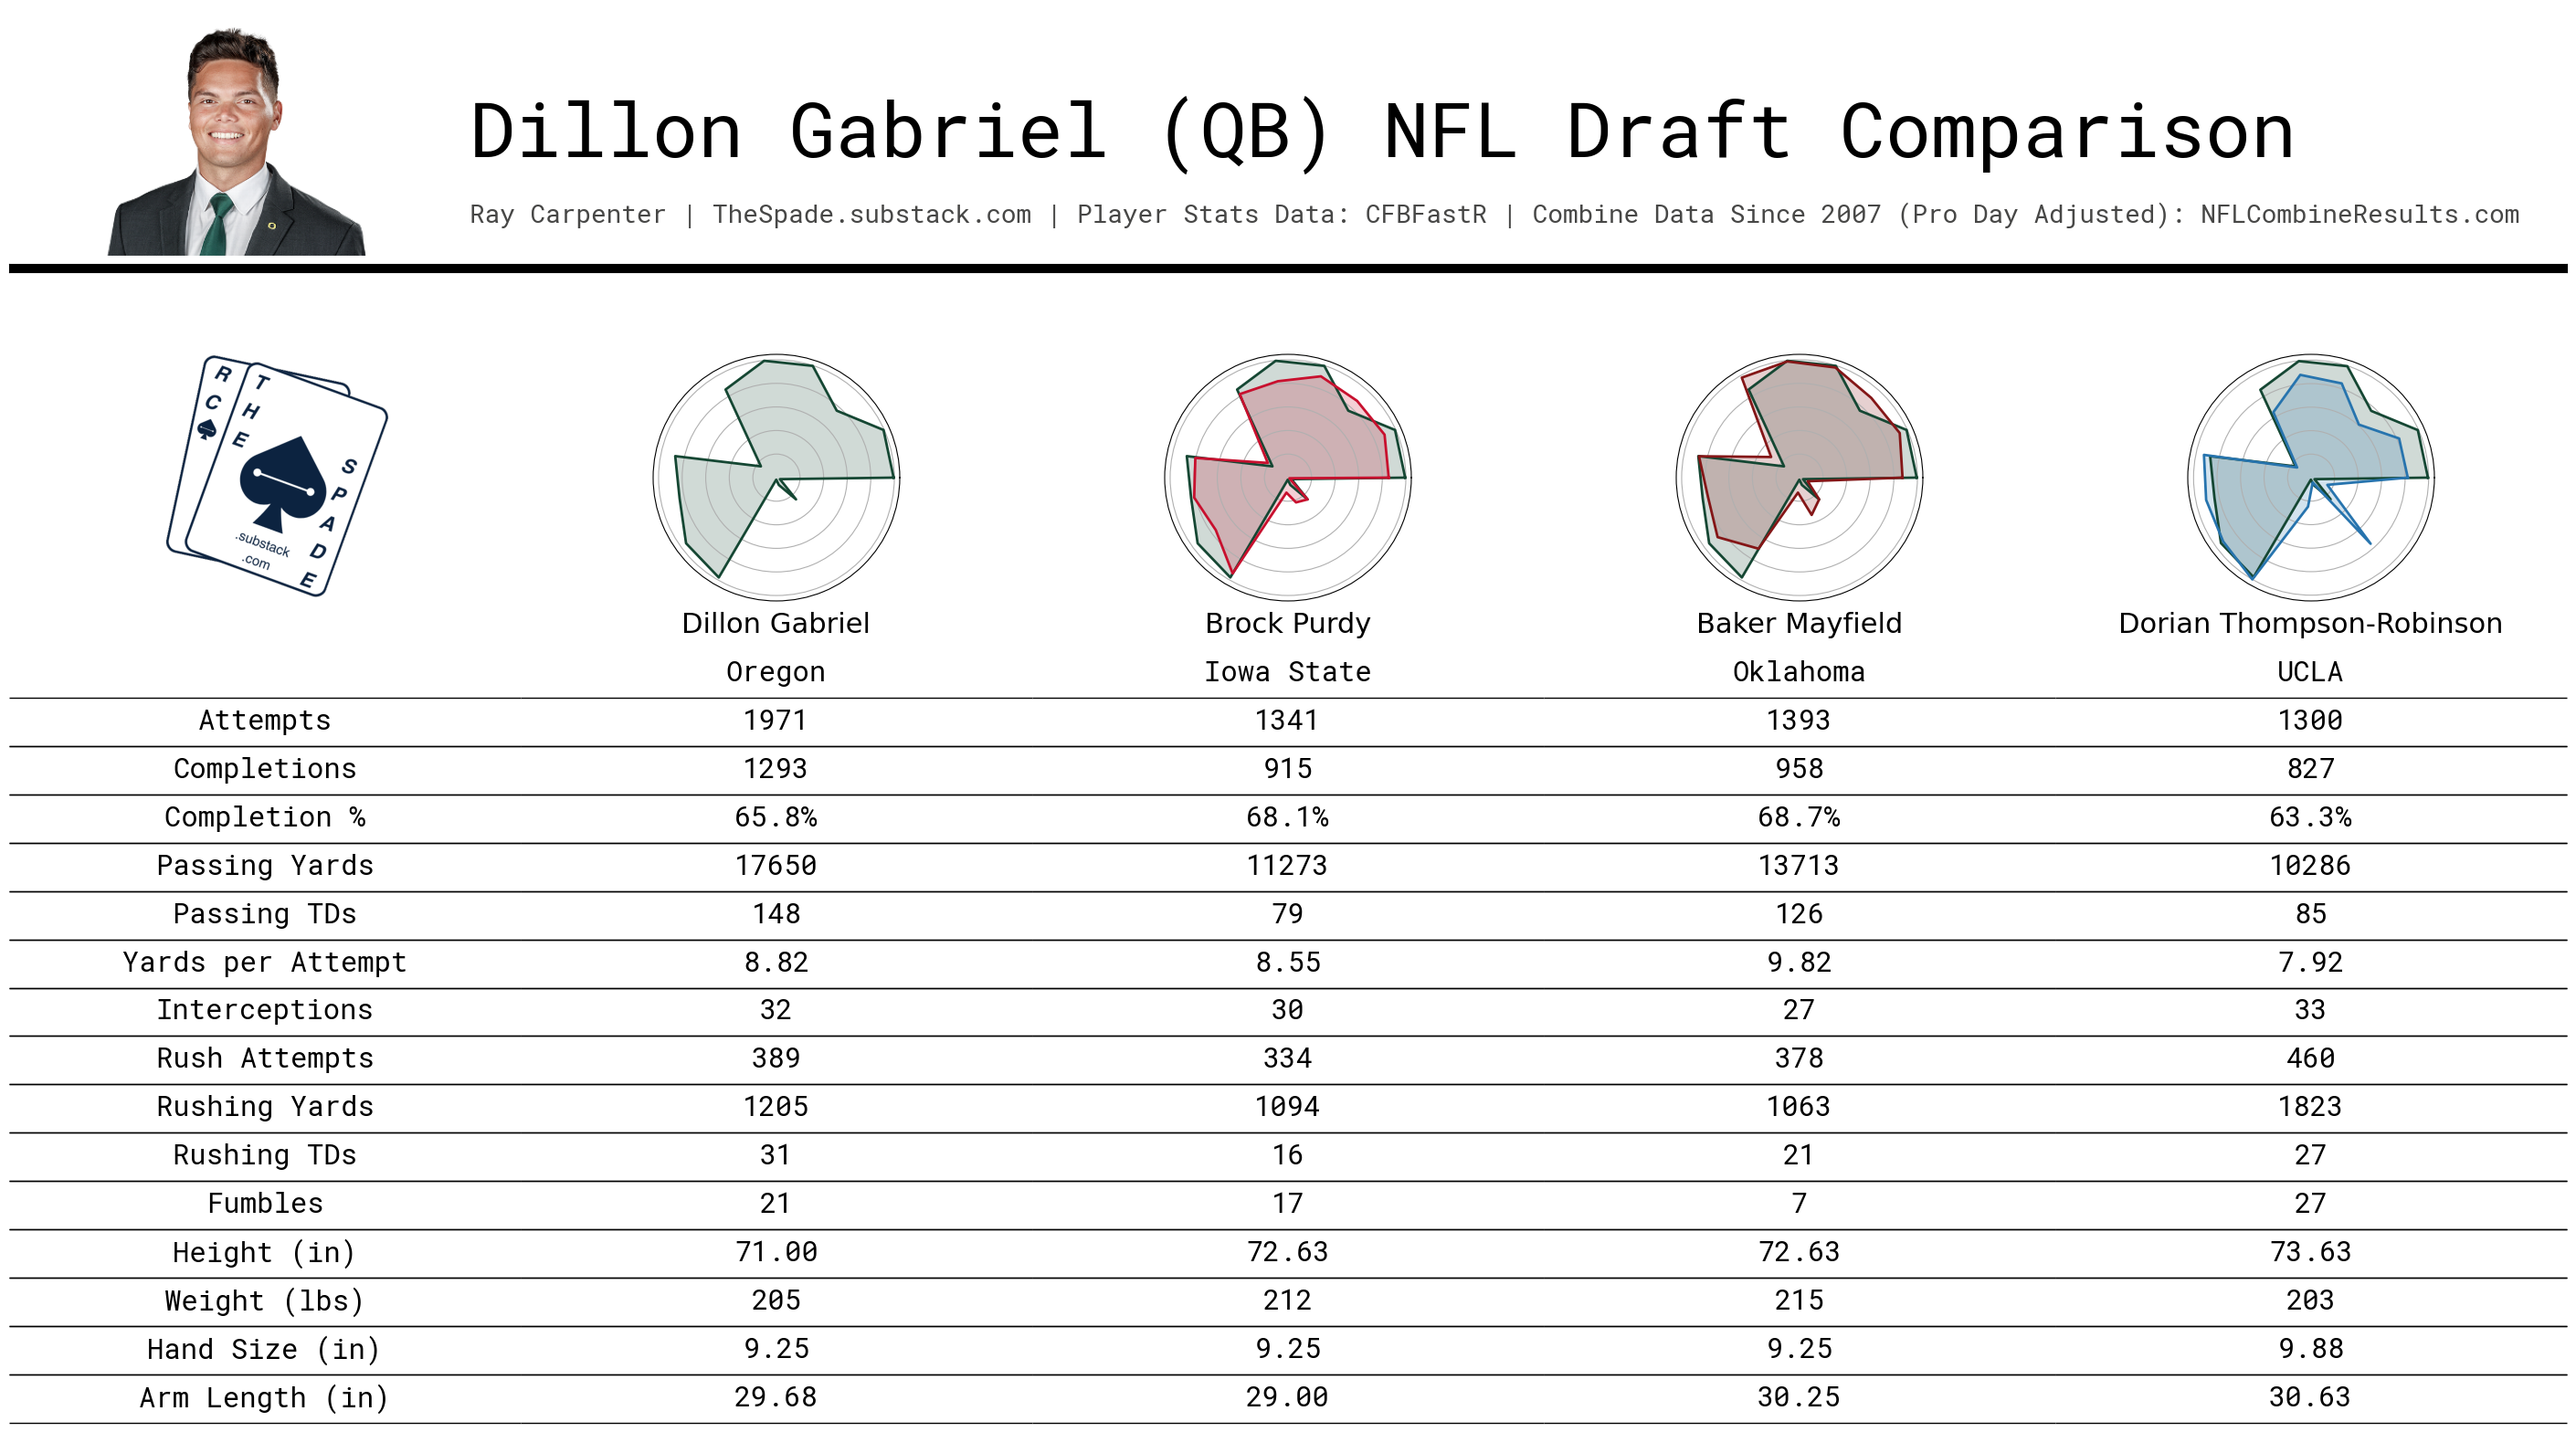 Dillon Gabriel (QB) NFL Draft Comparison
Ray Carpenter | TheSpade.substack.com | Player Stats Data: CFBFastR | Combine Data Since 2007 (Pro Day Adjusted): NFLCombineResults.com
RC
THE
SPADE
.substack
.com
Dillon Gabriel Brock Purdy Baker Mayfield Dorian Thompson-Robinson
Oregon Iowa State Oklahoma UCLA
Attempts 1971 1341 1393 1300
Completions 1293 915 958 827
Completion % 65.8% 68.1% 68.7% 63.3%
Passing Yards 17650 11273 13713 10286
Passing TDs 148 79 126 85
Yards per Attempt 8.82 8.55 9.82 7.92
Interceptions 32 30 27 33
Rush Attempts 389 334 378 460
Rushing Yards 1205 1094 1063 1823
Rushing TDs 31 16 21 27
Fumbles 21 17 7 27
Height (in) 71.00 72.63 72.63 73.63
Weight (lbs) 205 212 215 203
Hand Size (in) 9.25 9.25 9.25 9.88
Arm Length (in) 29.68 29.00 30.25 30.63